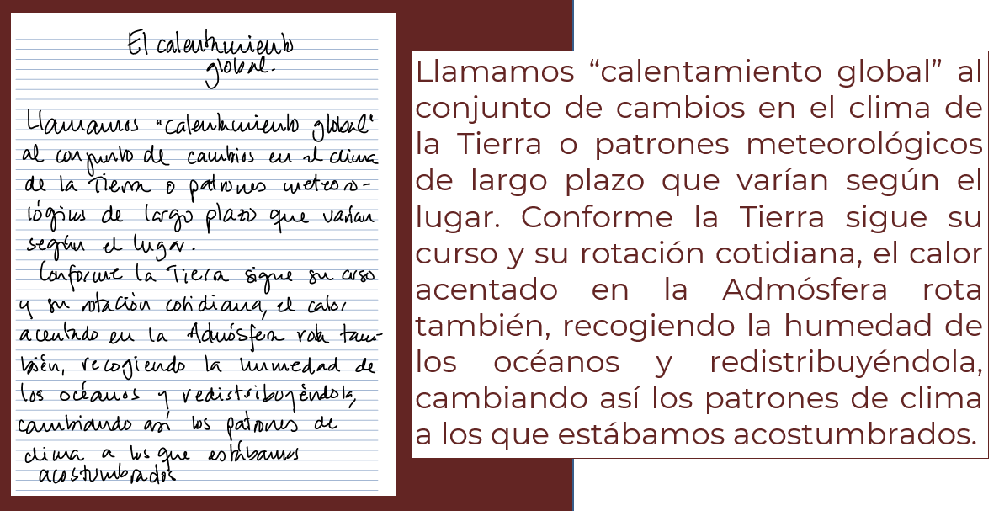 El calentamiento
global.
Llamamos "calentamiento global"
al conjunto de cambios en el clima
de la Tierra o patrones meteoro-
lógicos de largo plazo que varían
según el lugar.
Conforme la Tierra sigue su curso
y su rotación cotidiana, el calor
acentado en la Admósfera rota tam-
bién, recogiendo la humedad de
los océanos y redistribuyéndola,
cambiando así los patrones de
clima a los que estábamos
acostumbrados
Llamamos “calentamiento global” al
conjunto de cambios en el clima de
la Tierra o patrones meteorológicos
de largo plazo que varían según el
lugar. Conforme la Tierra sigue su
curso y su rotación cotidiana, el calor
acentado en la Admósfera rota
también, recogiendo la humedad de
los océanos y redistribuyéndola,
cambiando así los patrones de clima
a los que estábamos acostumbrados.